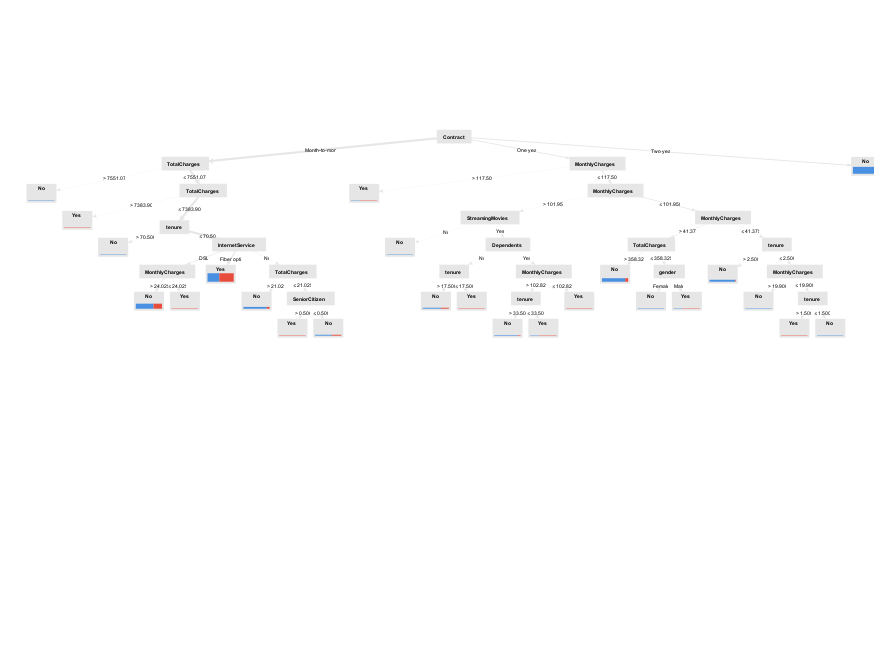 Contract
Month-to-mor
One yea
Two yea
TotalCharges
MonthlyCharges
No
> 7551.07
≤ 7551.07
> 117.50
≤ 117.50
No
TotalCharges
Yes
MonthlyCharges
> 7383.90
≤ 7383.90
> 101.95
≤ 101.95
Yes
tenure
StreamingMovies
MonthlyCharges
> 70.50
≤ 70.50
No
Yes
> 41.37
≤ 41.37
No
InternetService
No
Dependents
TotalCharges
tenure
DSL
Fiber opti
No
No
Yes
> 358.32
≤ 358.32
> 2.50
≤ 2.50
MonthlyCharges
Yes
TotalCharges
tenure
MonthlyCharges
No
gender
No
MonthlyCharges
> 24.02
≤ 24.02
> 21.02
≤ 21.02
> 17.50
≤ 17.50
> 102.82
≤ 102.82
Female
Male
> 19.90
≤ 19.90
No
Yes
No
SeniorCitizen
No
Yes
tenure
Yes
No
Yes
No
tenure
> 0.50
≤ 0.50
> 33.50
≤ 33.50
> 1.50
≤ 1.500
Yes
No
No
Yes
Yes
No